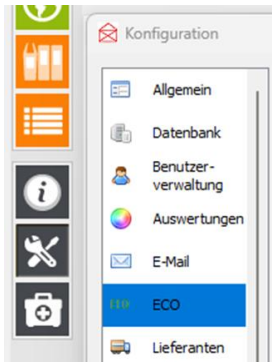 Konfiguration
Allgemein
Datenbank
Benutzer-
verwaltung
Auswertungen
E-Mail
ECO
Lieferanten